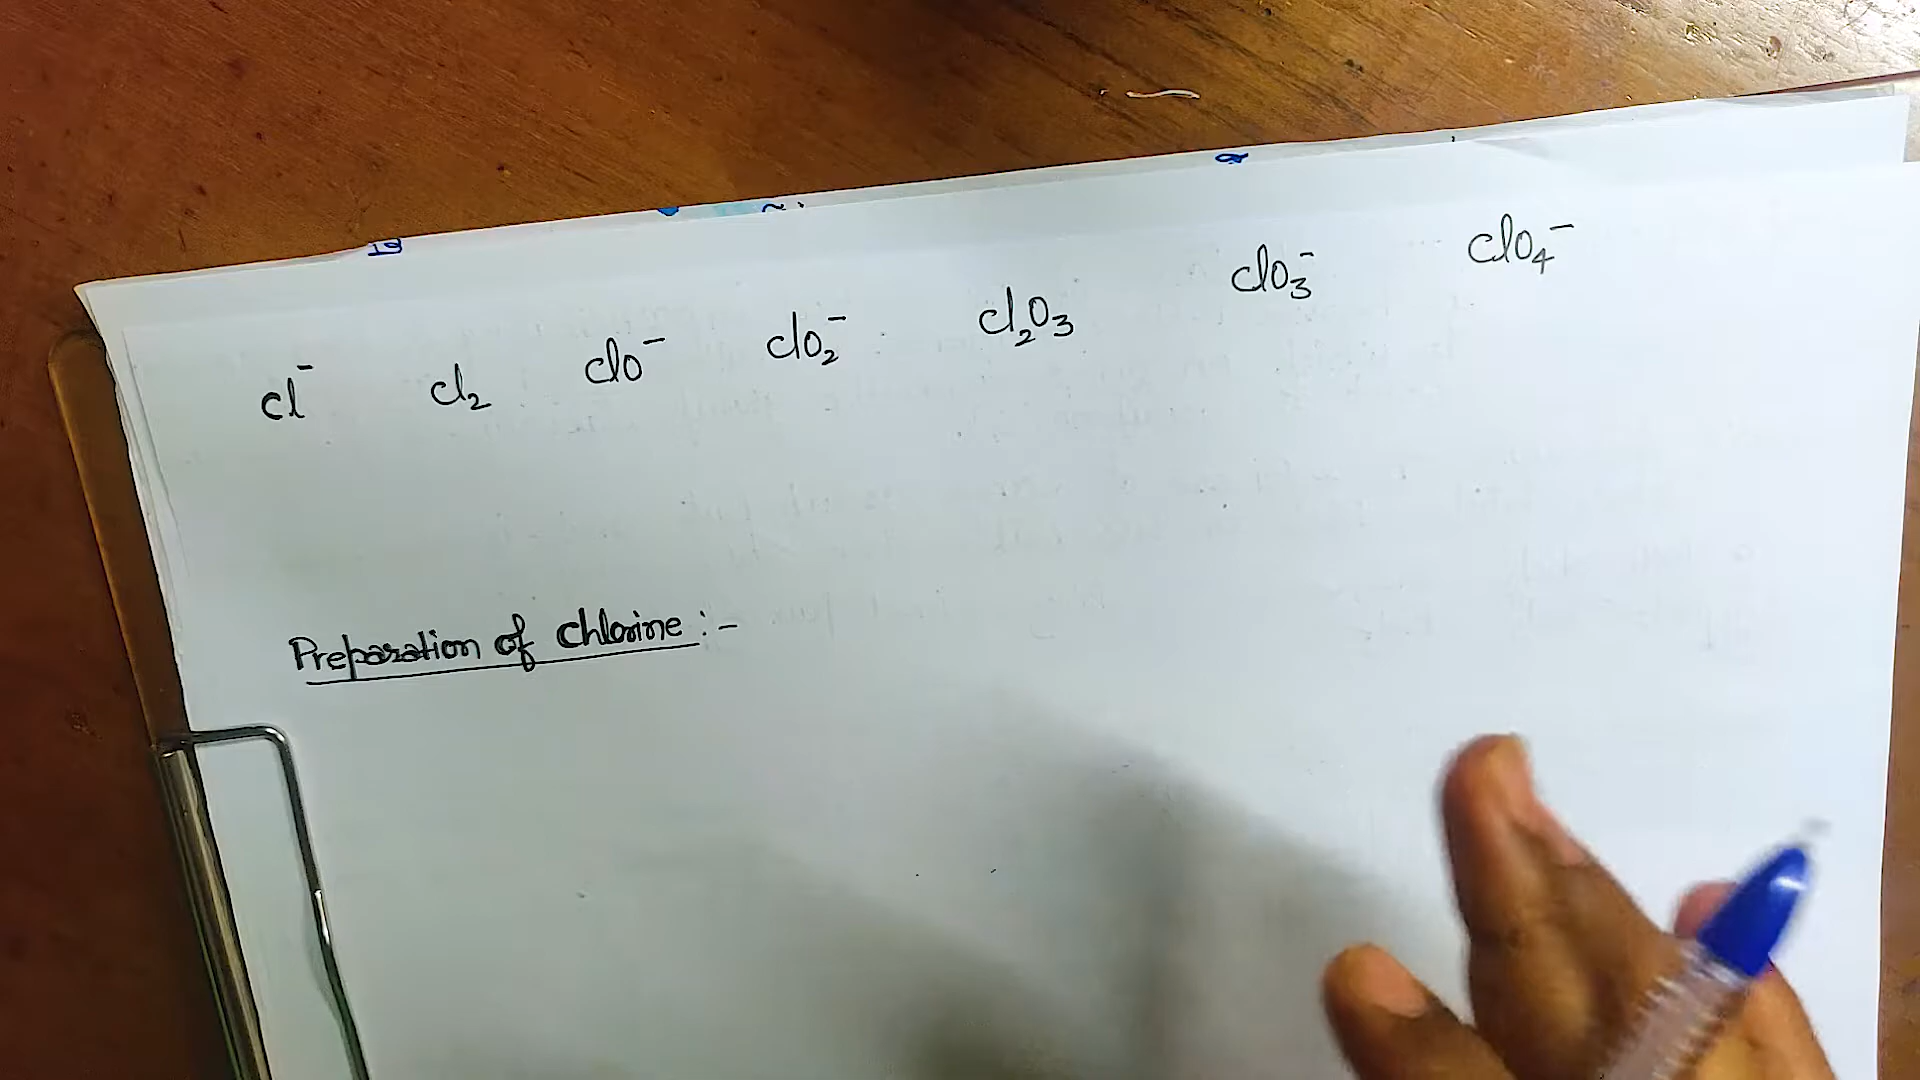 Cl⁻ Cl₂ ClO⁻ ClO₂⁻ Cl₂O₃ ClO₃⁻ ClO₄⁻
Preparation of chlorine :-